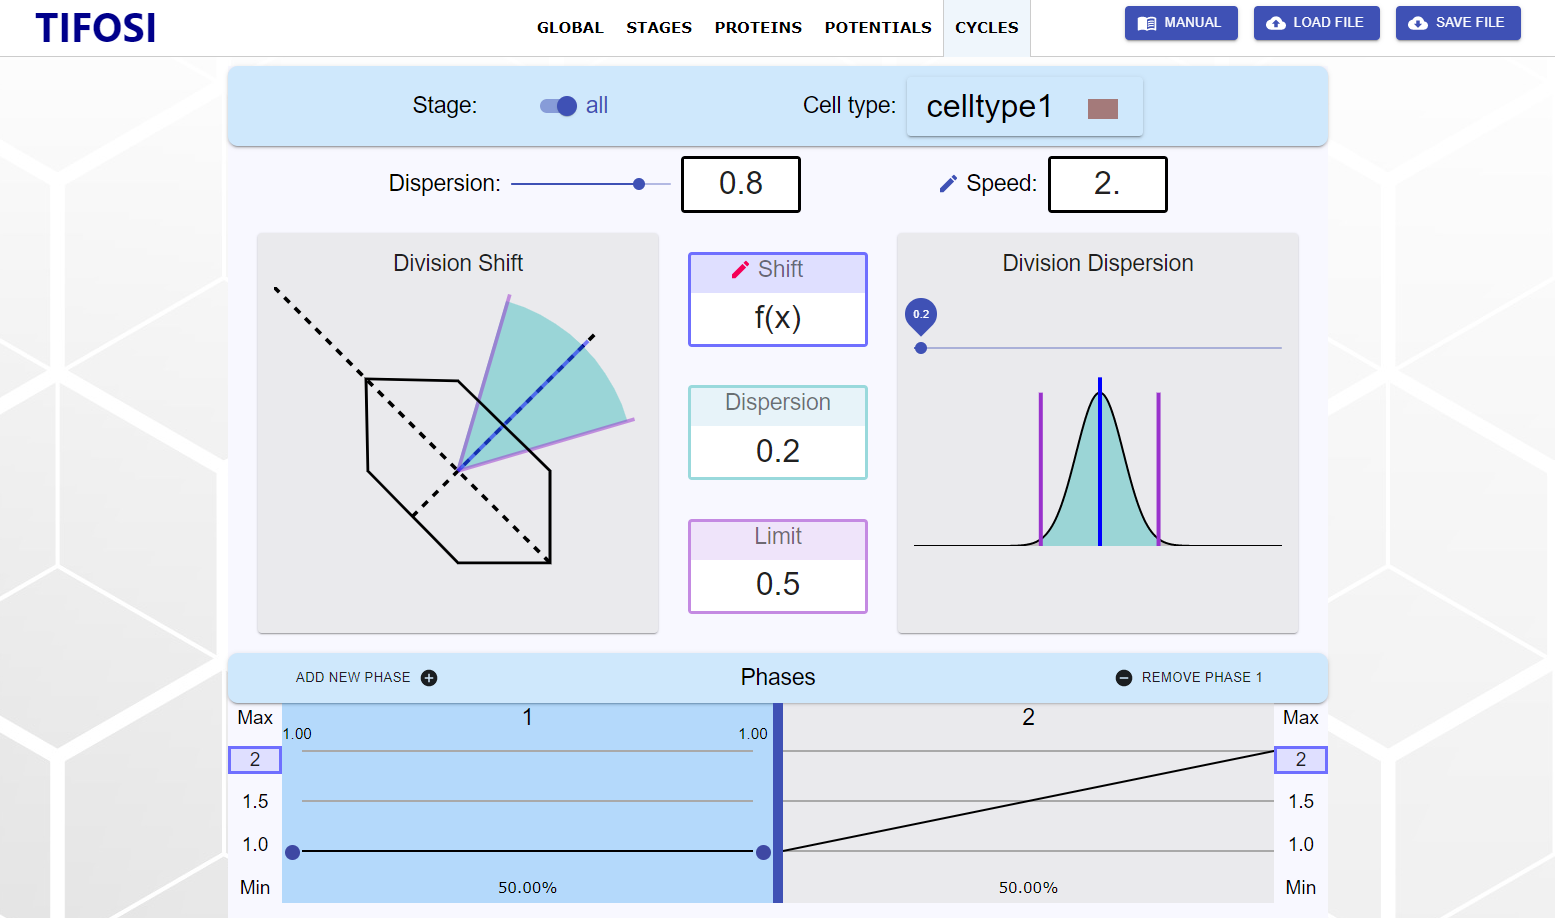 TIFOSI
GLOBAL STAGES PROTEINS POTENTIALS CYCLES
MANUAL LOAD FILE SAVE FILE
Stage: all Cell type: celltype1
Dispersion: 0.8 Speed: 2.
Division Shift
Shift
f(x)
Dispersion
0.2
Limit
0.5
Division Dispersion
0.2
ADD NEW PHASE Phases REMOVE PHASE 1
Max 1 2 Max
1.00 1.00
2 2
1.5 1.5
1.0 1.0
Min 50.00% 50.00% Min